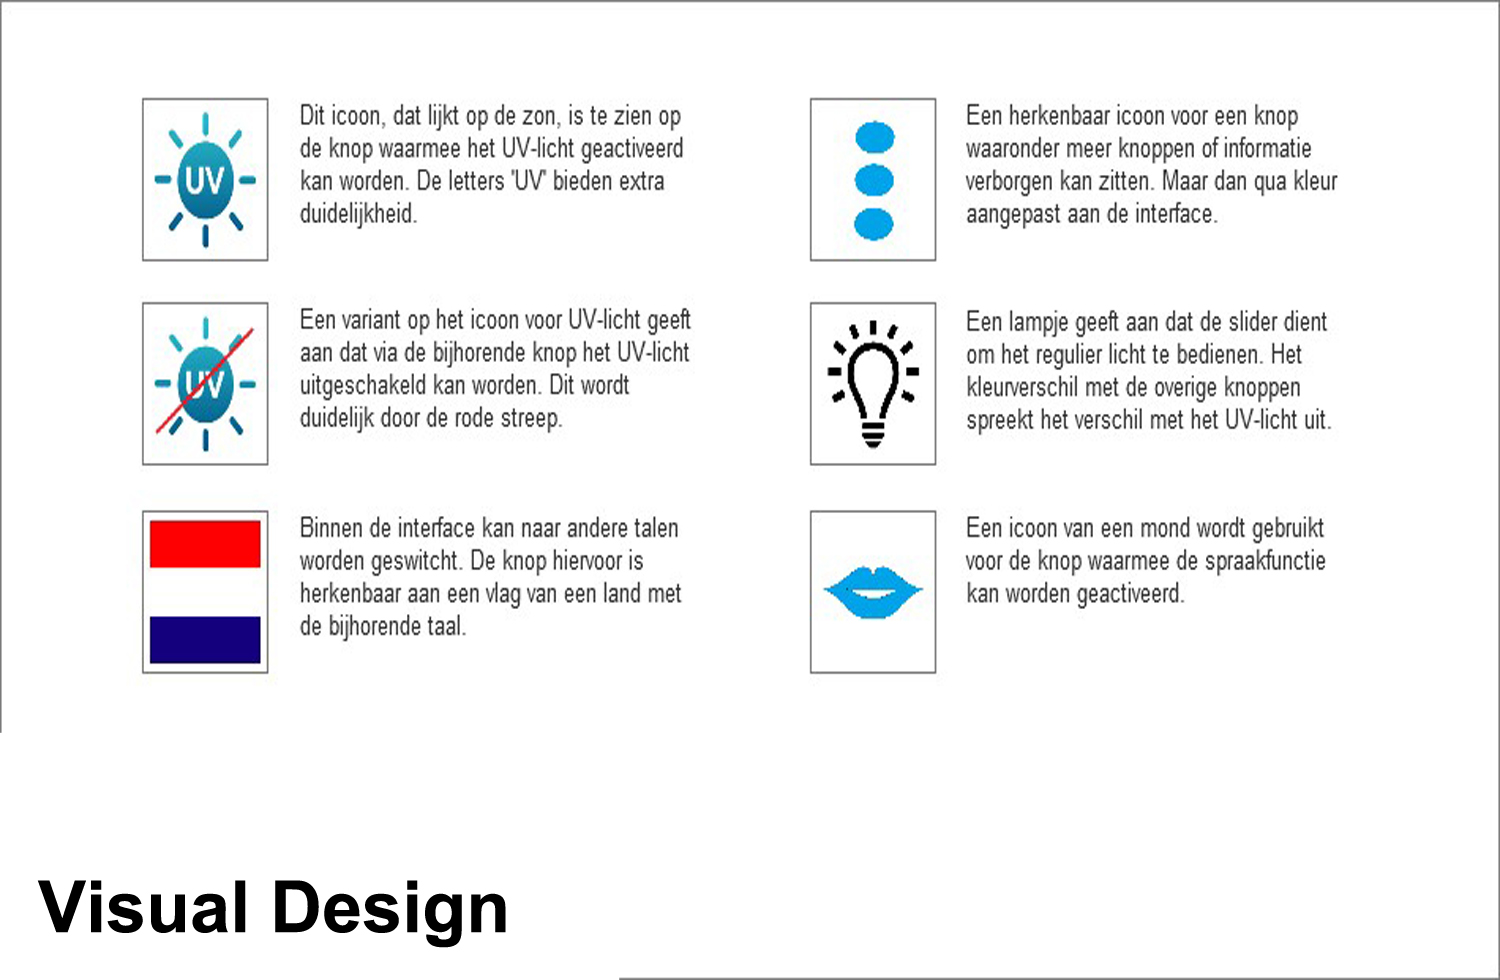 UV
Dit icoon, dat lijkt op de zon, is te zien op
de knop waarmee het UV-licht geactiveerd
kan worden. De letters 'UV' bieden extra
duidelijkheid.
Een herkenbaar icoon voor een knop
waaronder meer knoppen of informatie
verborgen kan zitten. Maar dan qua kleur
aangepast aan de interface.
UV
Een variant op het icoon voor UV-licht geeft
aan dat via de bijhorende knop het UV-licht
uitgeschakeld kan worden. Dit wordt
duidelijk door de rode streep.
Een lampje geeft aan dat de slider dient
om het regulier licht te bedienen. Het
kleurverschil met de overige knoppen
spreekt het verschil met het UV-licht uit.
Binnen de interface kan naar andere talen
worden geswitcht. De knop hiervoor is
herkenbaar aan een vlag van een land met
de bijhorende taal.
Een icoon van een mond wordt gebruikt
voor de knop waarmee de spraakfunctie
kan worden geactiveerd.
Visual Design